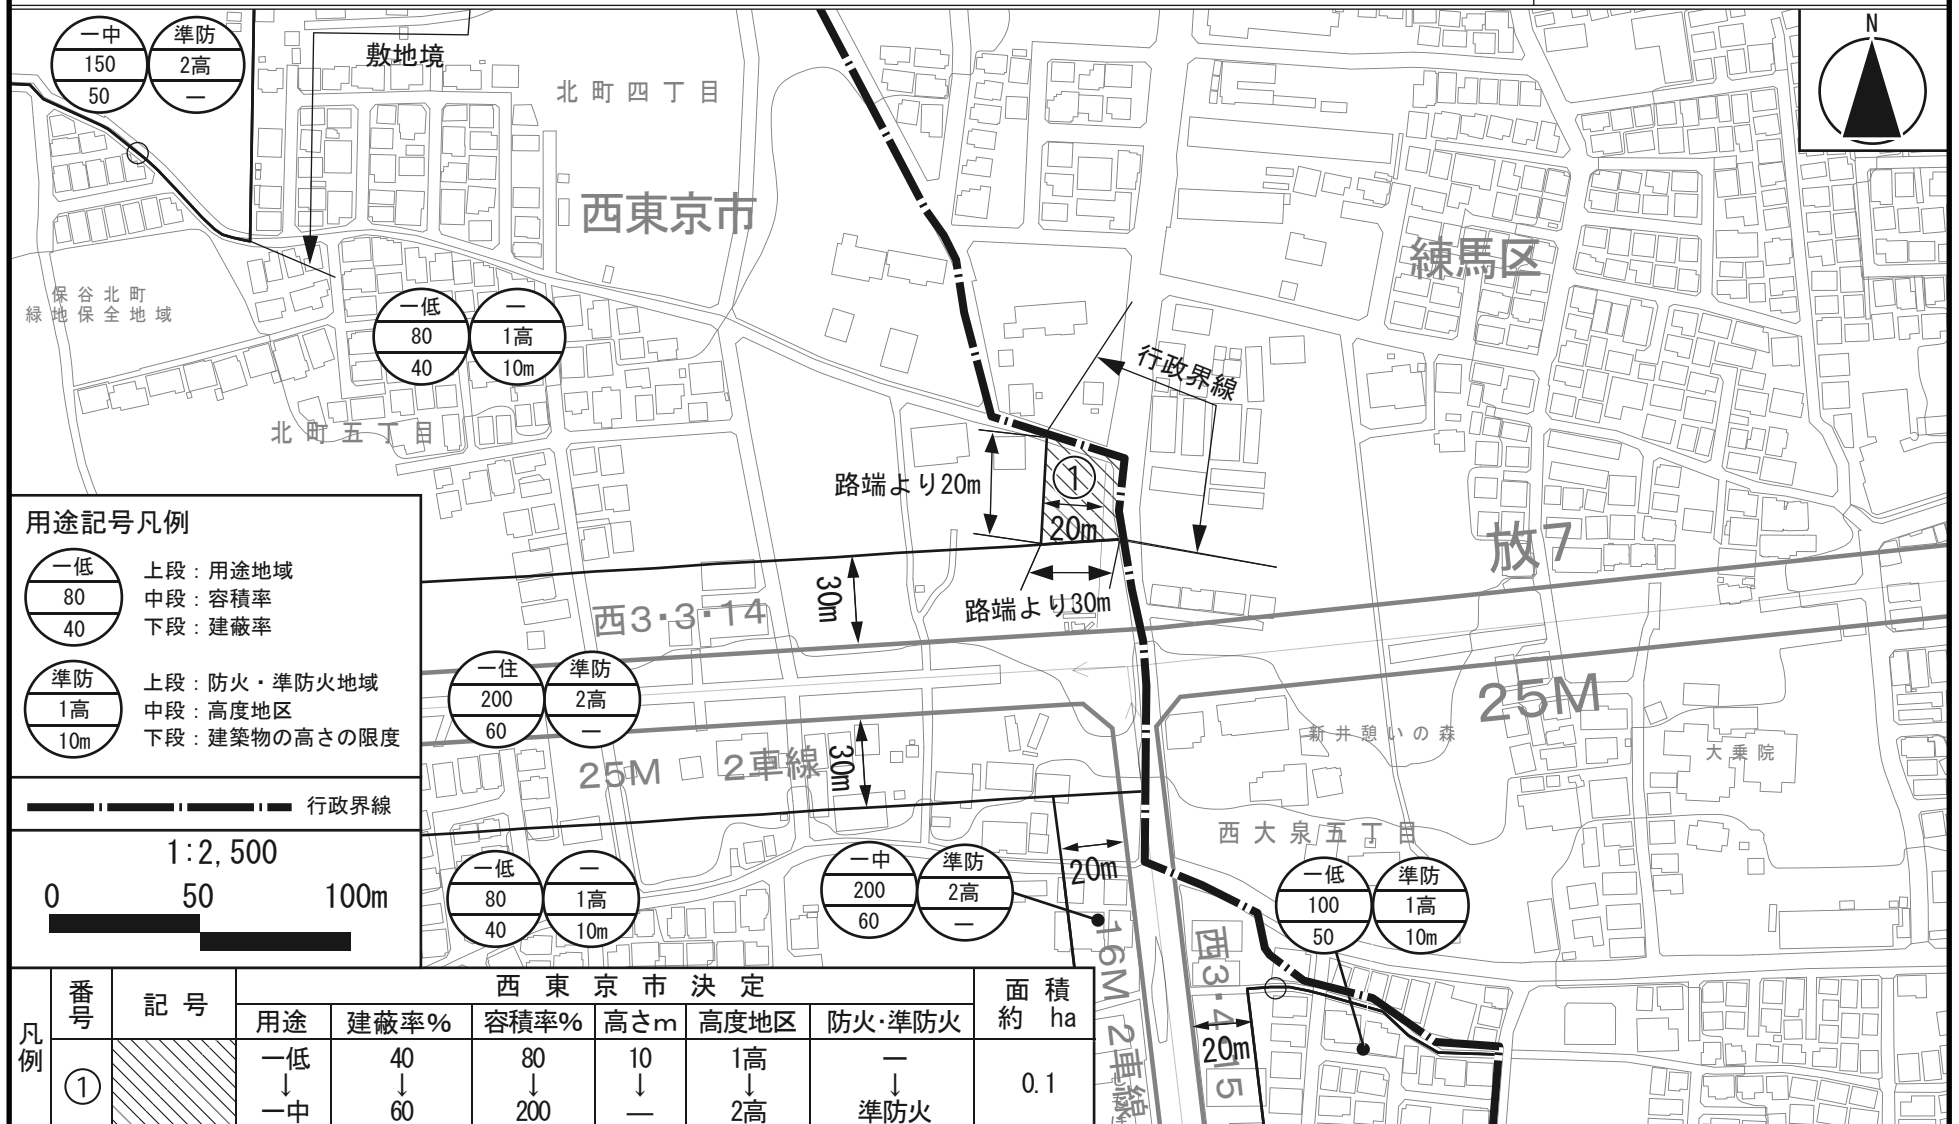 一中
150
50
準防
2高
―
敷地境
北町四丁目
N
西東京市
練馬区
保谷北町
緑地保全地域
一低
80
40
―
1高
10m
行政界線
北町五丁目
路端より20m
①
20m
路端より30m
用途記号凡例
一低
80
40
上段：用途地域
中段：容積率
下段：建蔽率
準防
1高
10m
上段：防火・準防火地域
中段：高度地区
下段：建築物の高さの限度
行政界線
1:2,500
0 50 100m
放7
25M
30m
西3・3・14
一住
200
60
準防
2高
―
25M 2車線
30m
新井憩いの森
大乗院
西大泉五丁目
一低
80
40
―
1高
10m
一中
200
60
準防
2高
―
20m
一低
100
50
準防
1高
10m
16M 2車線
西3・4・15
20m
凡例
番号 記号 西東京市決定 面積 約 ha
用途 建蔽率% 容積率% 高さm 高度地区 防火・準防火
① 一低 40 80 10 1高 ― 0.1
↓ ↓ ↓ ↓ ↓ ↓
一中 60 200 ― 2高 準防火